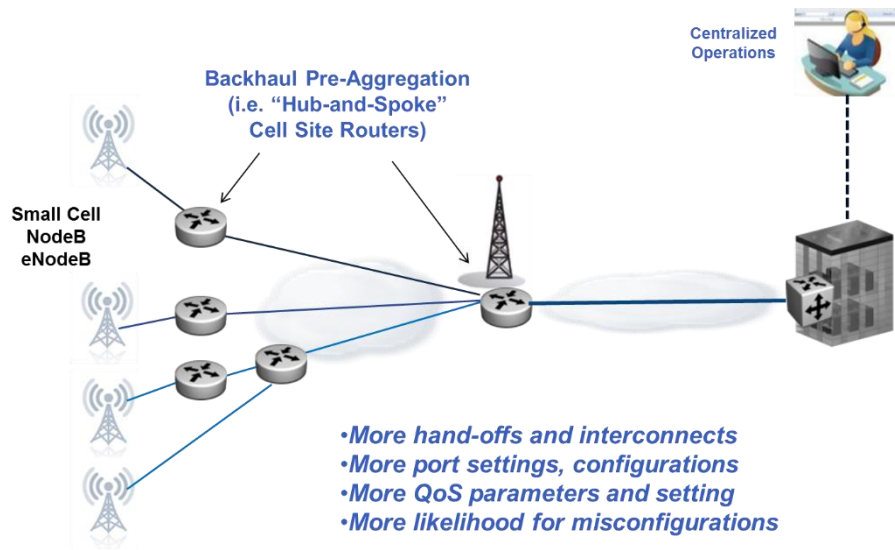 Centralized
Operations
Backhaul Pre-Aggregation
(i.e. “Hub-and-Spoke”
Cell Site Routers)
Small Cell
NodeB
eNodeB
•More hand-offs and interconnects
•More port settings, configurations
•More QoS parameters and setting
•More likelihood for misconfigurations